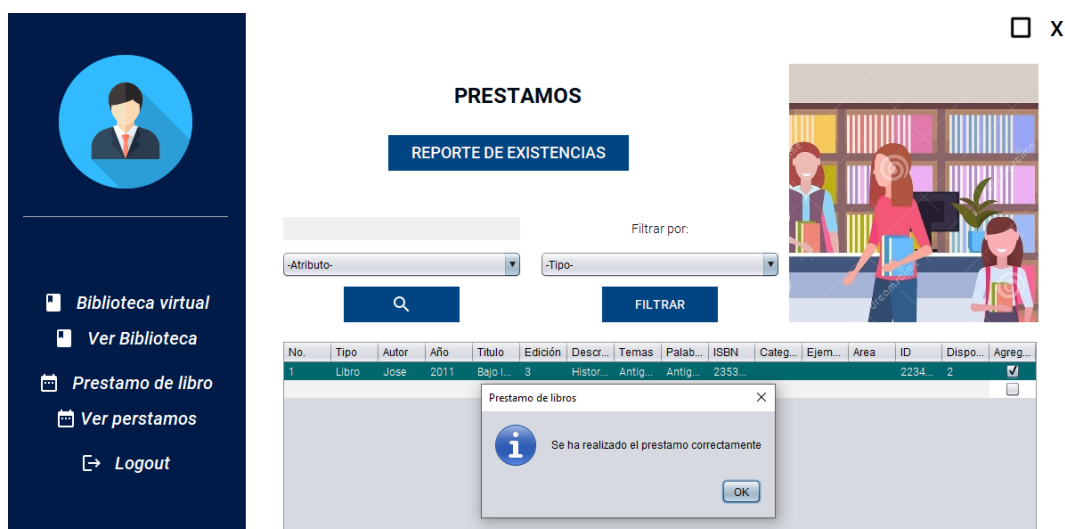 X
PRESTAMOS
REPORTE DE EXISTENCIAS
Filtrar por:
-Atributo-
-Tipo-
FILTRAR
Biblioteca virtual
Ver Biblioteca
Prestamo de libro
Ver perstamos
Logout
No. Tipo Autor Año Titulo Edición Descr... Temas Palab... ISBN Categ... Ejem... Area ID Dispo... Agreg...
1 Libro Jose 2011 Bajo l... 3 Histor... Antig... Antig... 2353... 2234... 2
Prestamo de libros
Se ha realizado el prestamo correctamente
OK